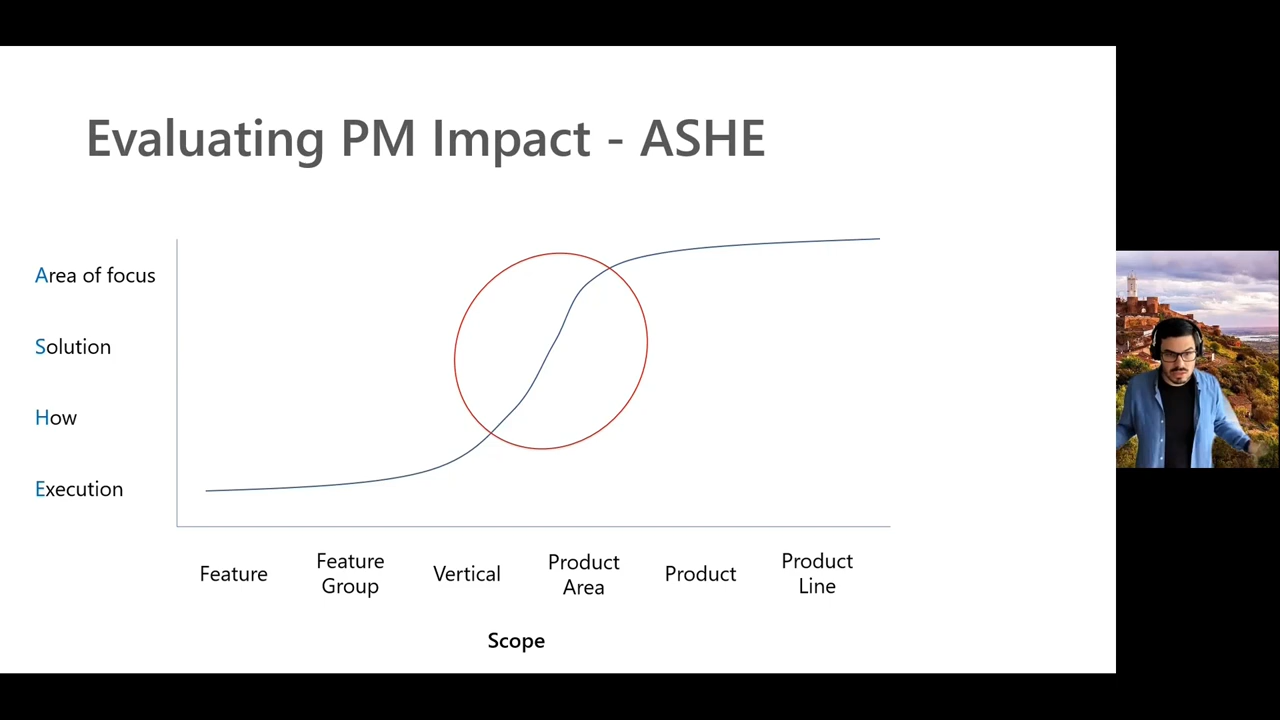 Evaluating PM Impact - ASHE
Area of focus
Solution
How
Execution
Feature
Feature
Group
Vertical
Product
Area
Product
Product
Line
Scope